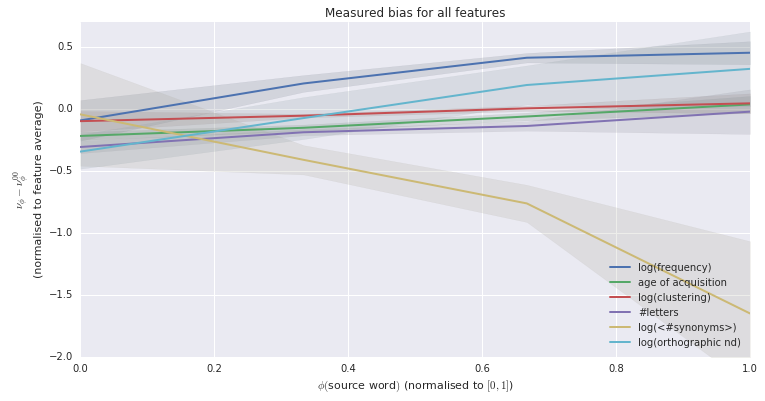 Measured bias for all features
ν_φ − ν_φ^00
(normalised to feature average)
0.5
0.0
−0.5
−1.0
−1.5
−2.0
log(frequency)
age of acquisition
log(clustering)
#letters
log(<#synonyms>)
log(orthographic nd)
0.0 0.2 0.4 0.6 0.8 1.0
φ(source word) (normalised to [0, 1])